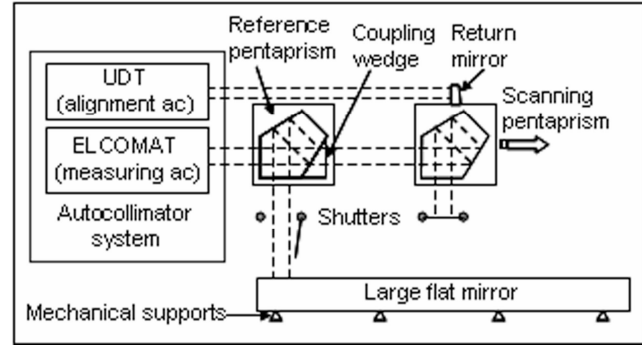 Reference
pentaprism
Coupling
wedge
Return
mirror
UDT
(alignment ac)
Scanning
pentaprism
ELCOMAT
(measuring ac)
Autocollimator
system
Shutters
Large flat mirror
Mechanical supports